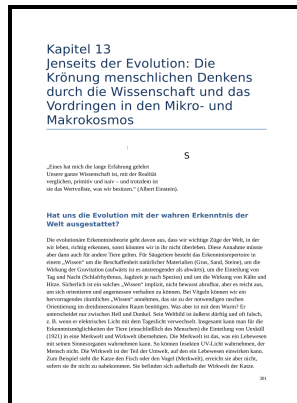 Kapitel 13
Jenseits der Evolution: Die
Krönung menschlichen Denkens
durch die Wissenschaft und das
Vordringen in den Mikro- und
Makrokosmos
:
S
„Eines hat mich die lange Erfahrung gelehrt
Unsere ganze Wissenschaft ist, mit der Realität
verglichen, primitiv und naiv – und trotzdem ist
sie das Wertvollste, was wir besitzen.“ (Albert Einstein).
Hat uns die Evolution mit der wahren Erkenntnis der
Welt ausgestattet?
Die evolutionäre Erkenntnistheorie geht davon aus, dass wir wichtige Züge der Welt, in der
wir leben, richtig erkennen, sonst könnten wir in ihr nicht überleben. Diese Annahme müsste
aber dann auch für andere Tiere gelten. Für Säugetiere besteht das Erkenntnisrepertoire in
einem „Wissen“ um die Beschaffenheit natürlicher Materialien (Gras, Sand, Steine), um die
Wirkung der Gravitation (aufwärts ist es anstrengender als abwärts), um die Einteilung von
Tag und Nacht (Schlafrhythmus, Jagdzeit je nach Spezies) und um die Wirkung von Kälte und
Hitze. Sicherlich ist ein solches „Wissen“ implizit, nicht bewusst abrufbar, aber es reicht aus,
um sich orientieren und angemessen verhalten zu können. Bei Vögeln können wir ein
hervorragendes räumliches „Wissen“ annehmen, das sie zu der notwendigen raschen
Orientierung im dreidimensionalen Raum benötigen. Was aber ist mit dem Wurm? Er
unterscheidet nur zwischen Hell und Dunkel. Sein Weltbild ist äußerst dürftig und oft falsch,
z. B. wenn er elektrisches Licht mit dem Tageslicht verwechselt. Insgesamt kann man für die
Erkenntnismöglichkeiten der Tiere (einschließlich des Menschen) die Einteilung von Uexküll
(1921) in eine Merkwelt und Wirkwelt übernehmen. Die Merkwelt ist das, was ein Lebewesen
mit seinen Sinnesorganen wahrnehmen kann. So können Insekten UV-Licht wahrnehmen, der
Mensch nicht. Die Wirkwelt ist der Teil der Umwelt, auf den ein Lebewesen einwirken kann.
Zum Beispiel sieht die Katze den Fisch oder den Vogel (Merkwelt), erreicht sie aber nicht,
sofern sie ihr nicht zu nahekommen. Sie befinden sich außerhalb der Wirkwelt der Katze.
301